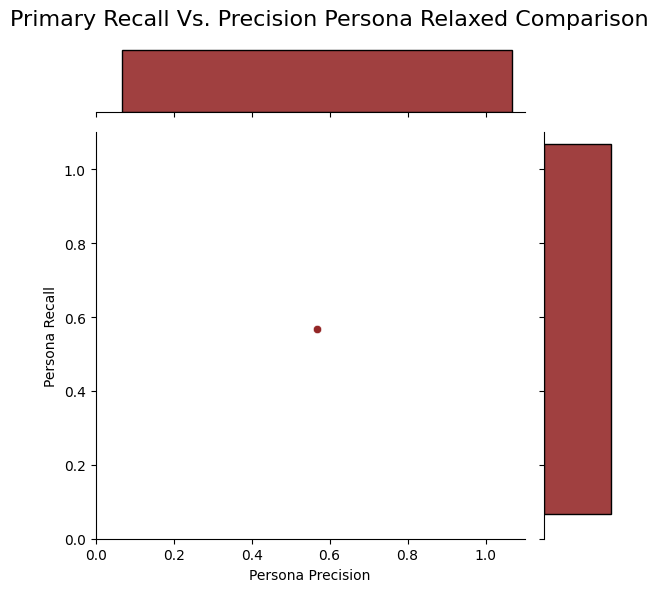 Primary Recall Vs. Precision Persona Relaxed Comparison
1.0
0.8
0.6
0.4
0.2
0.0
Persona Recall
0.0 0.2 0.4 0.6 0.8 1.0
Persona Precision